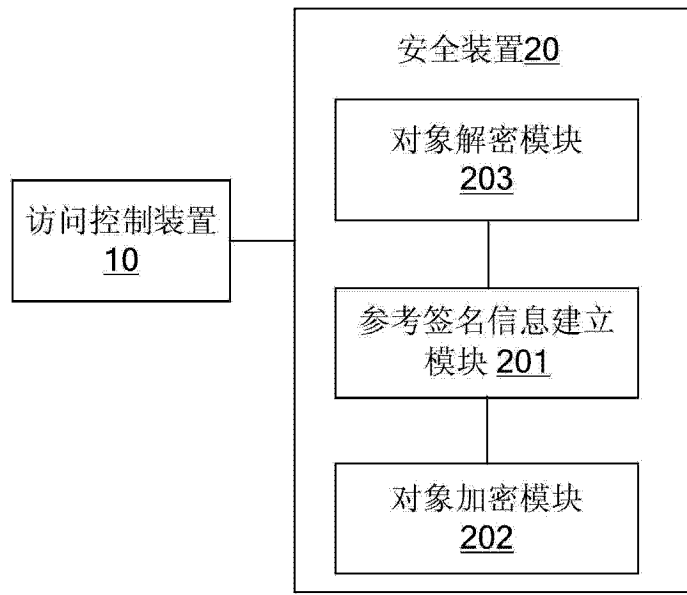 安全装置20
对象解密模块
203
访问控制装置
10
参考签名信息建立
模块 201
对象加密模块
202